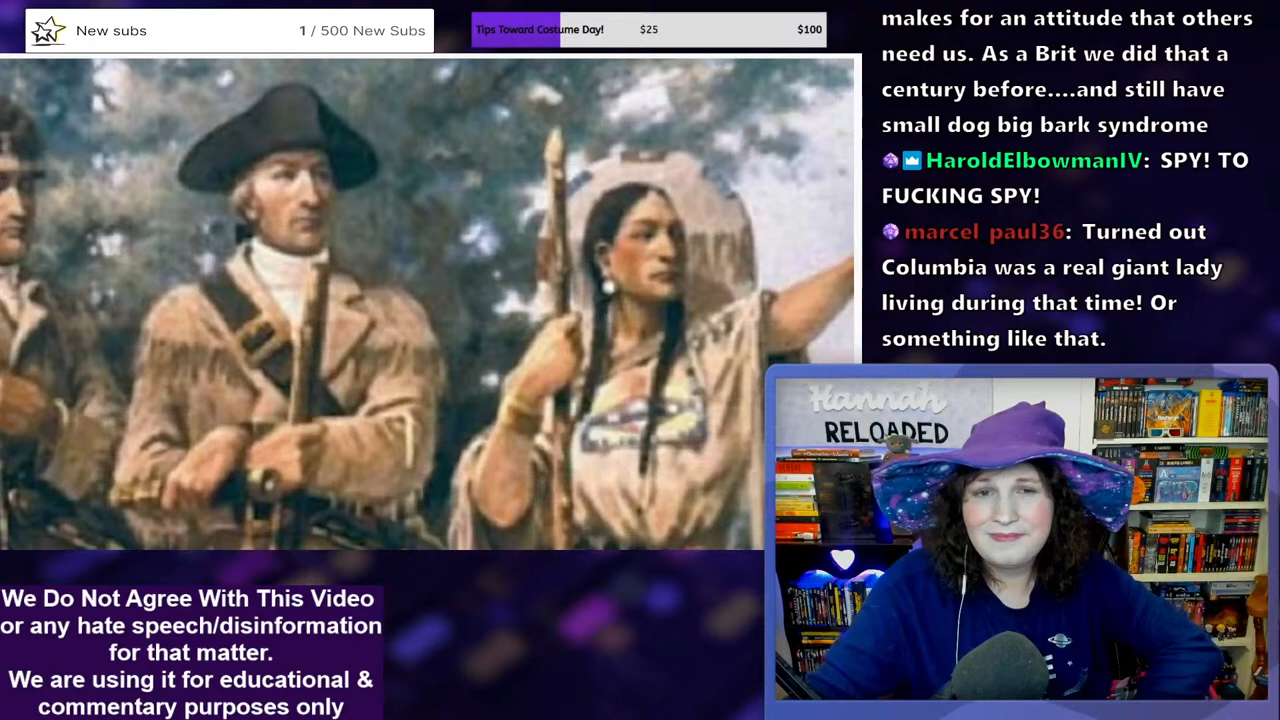 New subs
1 / 500 New Subs
Tips Toward Costume Day!
$25
$100
makes for an attitude that others
need us. As a Brit we did that a
century before....and still have
small dog big bark syndrome
HaroldElbowmanIV: SPY! TO
FUCKING SPY!
marcel_paul36: Turned out
Columbia was a real giant lady
living during that time! Or
something like that.
Hannah
RELOADED
We Do Not Agree With This Video
or any hate speech/disinformation
for that matter.
We are using it for educational &
commentary purposes only